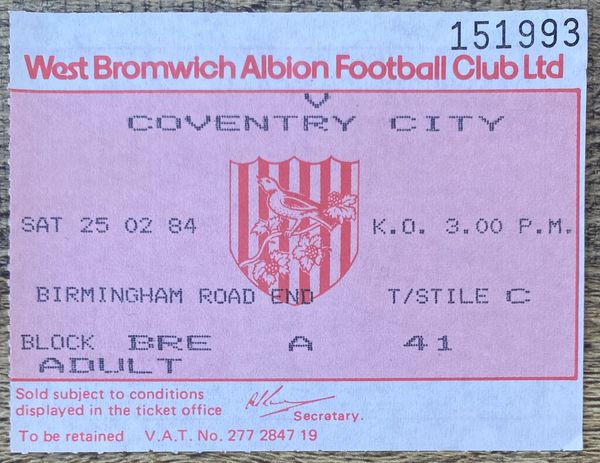 151993
West Bromwich Albion Football Club Ltd
V
COVENTRY CITY
SAT 25 02 84 K.O. 3.00 P.M.
BIRMINGHAM ROAD END T/STILE C
BLOCK BRE A 41
ADULT
Sold subject to conditions
displayed in the ticket office Secretary.
To be retained V.A.T. No. 277 2847 19